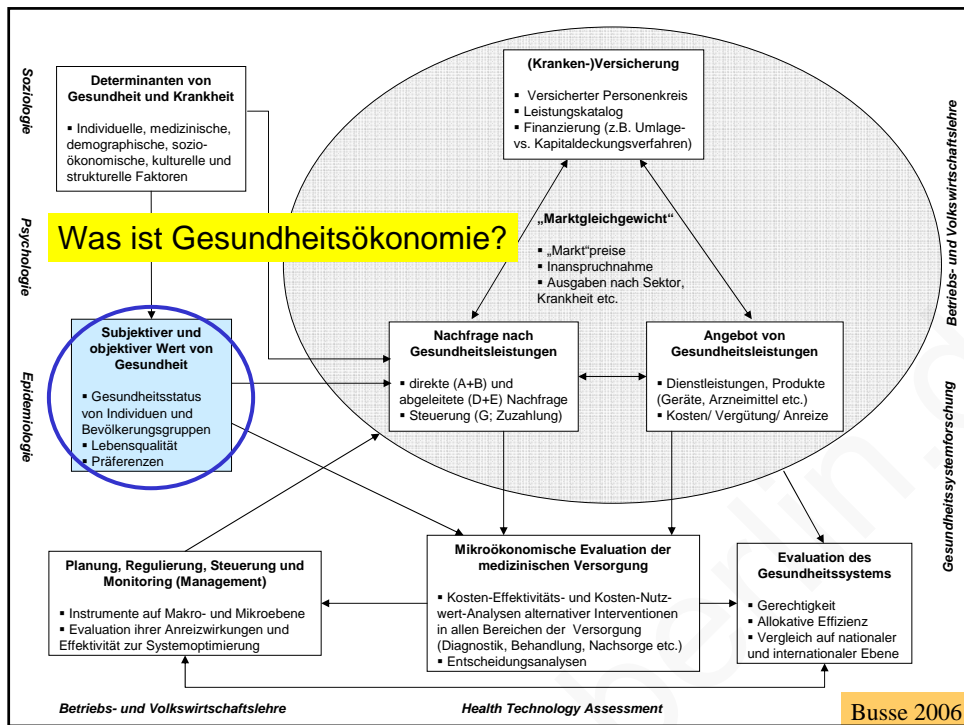 Soziologie
Psychologie
Epidemiologie
Determinanten von
Gesundheit und Krankheit
▪ Individuelle, medizinische,
demographische, sozio-
ökonomische, kulturelle und
strukturelle Faktoren
(Kranken-)Versicherung
▪ Versicherter Personenkreis
▪ Leistungskatalog
▪ Finanzierung (z.B. Umlage-
vs. Kapitaldeckungsverfahren)
Was ist Gesundheitsökonomie?
„Marktgleichgewicht“
▪ „Markt“preise
▪ Inanspruchnahme
▪ Ausgaben nach Sektor,
Krankheit etc.
Subjektiver und
objektiver Wert von
Gesundheit
▪ Gesundheitsstatus
von Individuen und
Bevölkerungsgruppen
▪ Lebensqualität
▪ Präferenzen
Nachfrage nach
Gesundheitsleistungen
▪ direkte (A+B) und
abgeleitete (D+E) Nachfrage
▪ Steuerung (G; Zuzahlung)
Angebot von
Gesundheitsleistungen
▪ Dienstleistungen, Produkte
(Geräte, Arzneimittel etc.)
▪ Kosten/ Vergütung/ Anreize
Betriebs- und Volkswirtschaftslehre
Gesundheitssystemforschung
Planung, Regulierung, Steuerung und
Monitoring (Management)
▪ Instrumente auf Makro- und Mikroebene
▪ Evaluation ihrer Anreizwirkungen und
Effektivität zur Systemoptimierung
Mikroökonomische Evaluation der
medizinischen Versorgung
▪ Kosten-Effektivitäts- und Kosten-Nutz-
wert-Analysen alternativer Interventionen
in allen Bereichen der Versorgung
(Diagnostik, Behandlung, Nachsorge etc.)
▪ Entscheidungsanalysen
Evaluation des
Gesundheitssystems
▪ Gerechtigkeit
▪ Allokative Effizienz
▪ Vergleich auf nationaler
und internationaler Ebene
Betriebs- und Volkswirtschaftslehre
Health Technology Assessment
Busse 2006